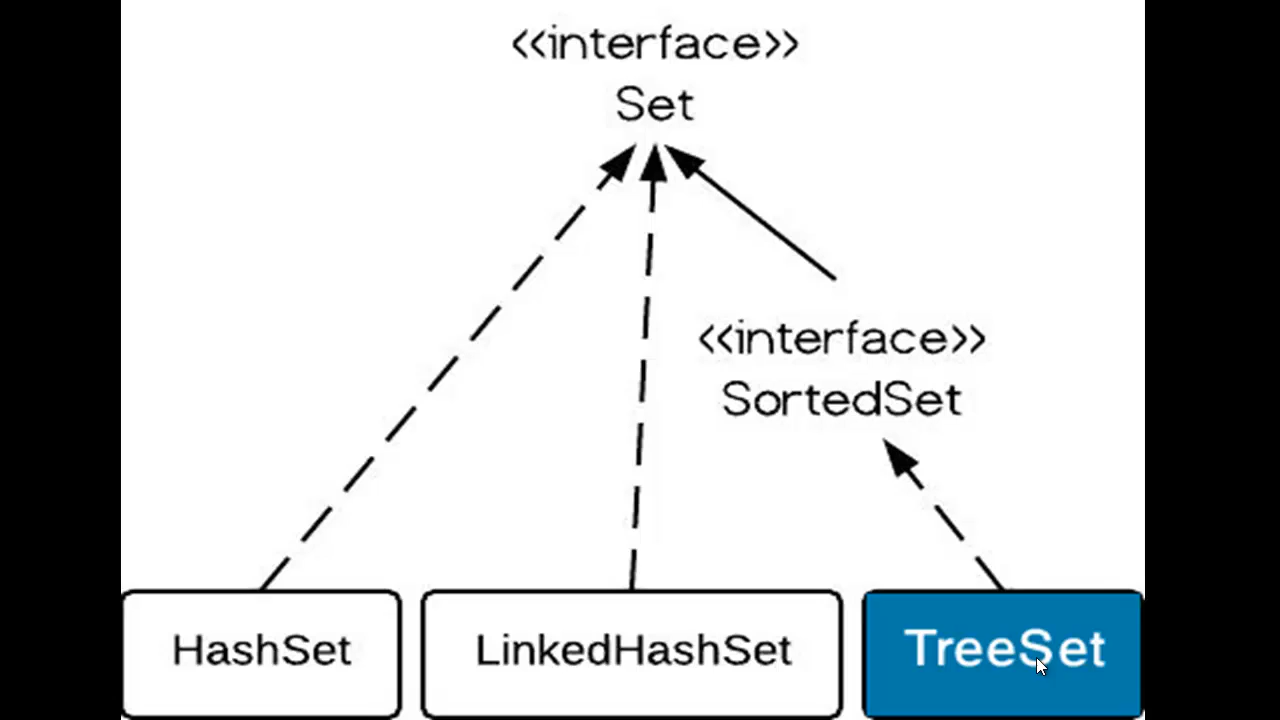 <<interface>>
Set
<<interface>>
SortedSet
HashSet
LinkedHashSet
TreeSet